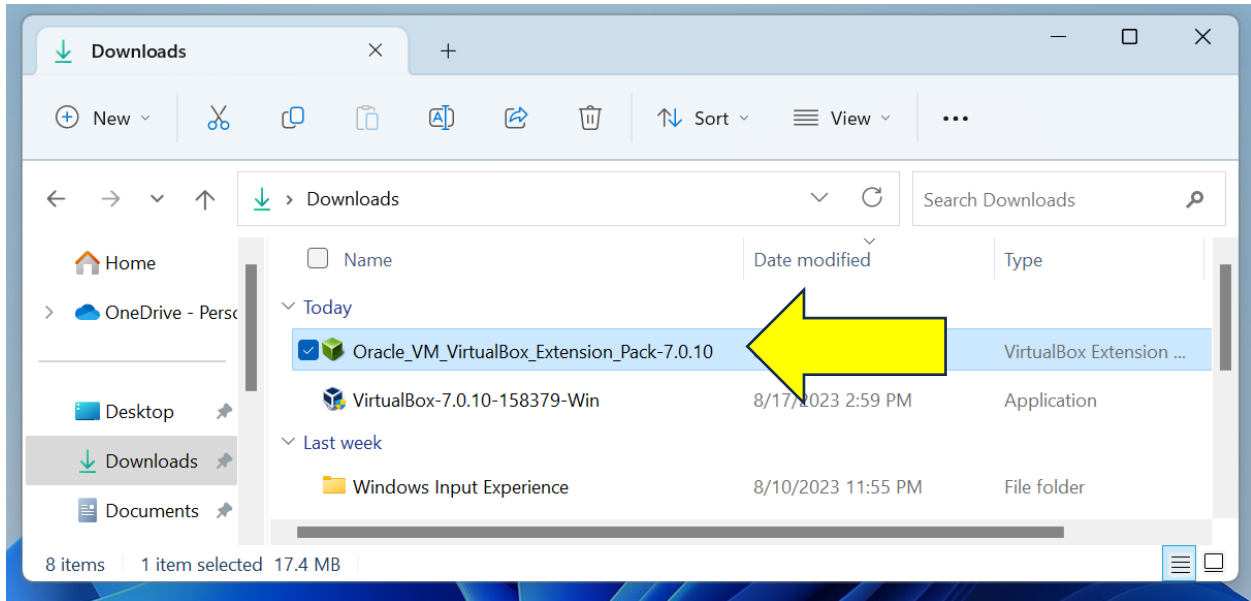 Downloads
New Sort View
Downloads Search Downloads
Home Name Date modified Type
OneDrive - Perso Today
Oracle_VM_VirtualBox_Extension_Pack-7.0.10 VirtualBox Extension ...
Desktop VirtualBox-7.0.10-158379-Win 8/17/2023 2:59 PM Application
Last week
Downloads
Windows Input Experience 8/10/2023 11:55 PM File folder
Documents
8 items 1 item selected 17.4 MB